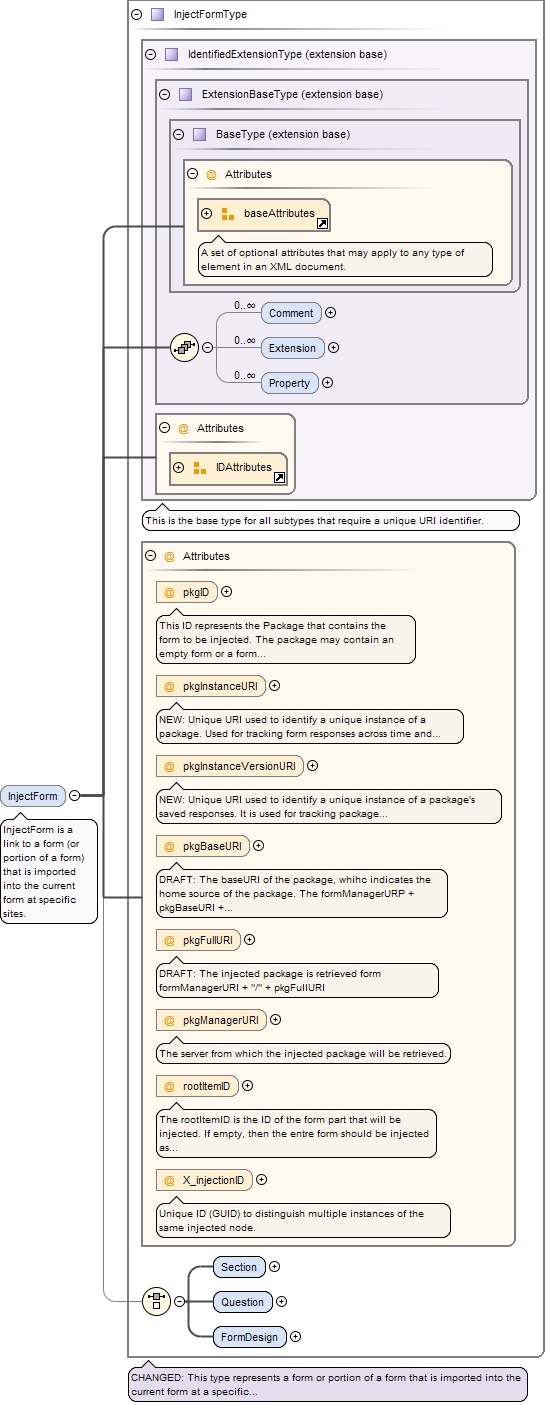 InjectFormType
IdentifiedExtensionType (extension base)
ExtensionBaseType (extension base)
BaseType (extension base)
@ Attributes
baseAttributes
A set of optional attributes that may apply to any type of
element in an XML document.
0..∞
Comment
0..∞
Extension
0..∞
Property
@ Attributes
IDAttributes
This is the base type for all subtypes that require a unique URI identifier.
@ Attributes
@ pkgID
This ID represents the Package that contains the
form to be injected. The package may contain an
empty form or a form...
@ pkgInstanceURI
NEW: Unique URI used to identify a unique instance of a
package. Used for tracking form responses across time and...
@ pkgInstanceVersionURI
NEW: Unique URI used to identify a unique instance of a package's
saved responses. It is used for tracking package...
@ pkgBaseURI
DRAFT: The baseURI of the package, whihc indicates the
home source of the package. The formManagerURP +
pkgBaseURI +...
@ pkgFullURI
DRAFT: The injected package is retrieved form
formManagerURI + "/" + pkgFullURI
@ pkgManagerURI
The server from which the injected package will be retrieved.
@ rootItemID
The rootItemID is the ID of the form part that will be
injected. If empty, then the entre form should be injected
as...
@ X_injectionID
Unique ID (GUID) to distinguish multiple instances of the
same injected node.
InjectForm
InjectForm is a
link to a form (or
portion of a form)
that is imported
into the current
form at specific
sites.
Section
Question
FormDesign
CHANGED: This type represents a form or portion of a form that is imported into the
current form at a specific...